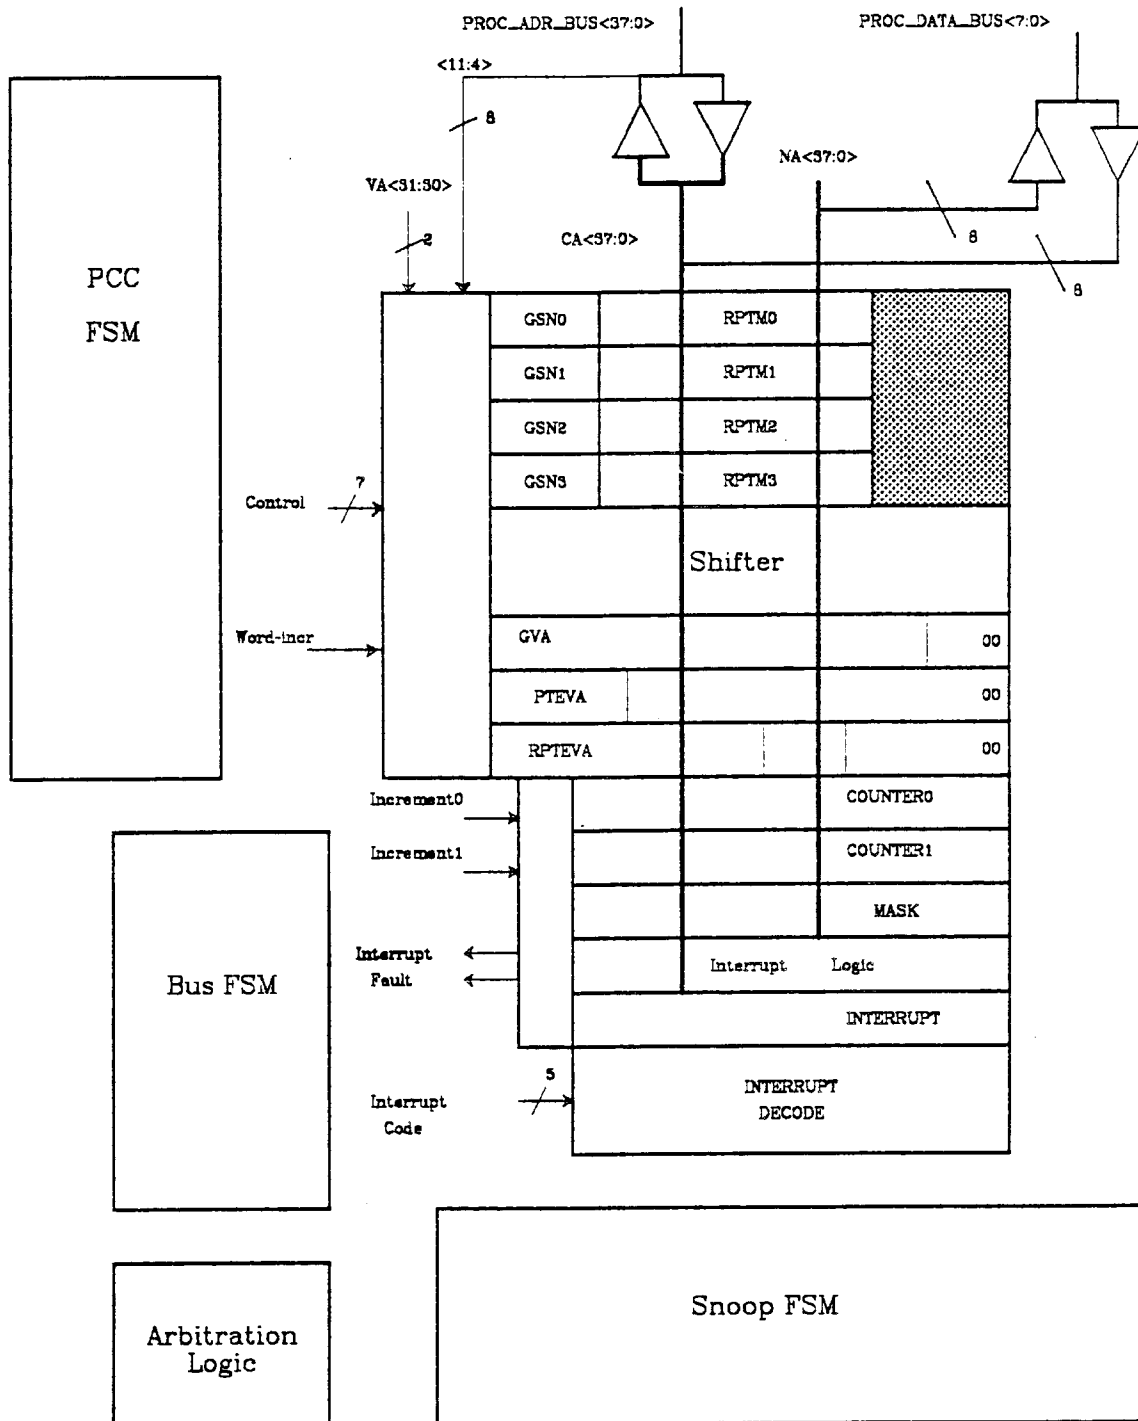 PROC_ADR_BUS<37:0>
PROC_DATA_BUS<7:0>
<11:4>
8
NA<37:0>
VA<31:30>
2
CA<37:0>
8
8
PCC
FSM
GSN0
RPTM0
GSN1
RPTM1
GSN2
RPTM2
GSN3
RPTM3
Control
7
Shifter
Word-incr
GVA
00
PTEVA
00
RPTEVA
00
Increment0
COUNTER0
Increment1
COUNTER1
MASK
Interrupt
Fault
Interrupt Logic
Bus FSM
INTERRUPT
Interrupt
Code
5
INTERRUPT
DECODE
Snoop FSM
Arbitration
Logic